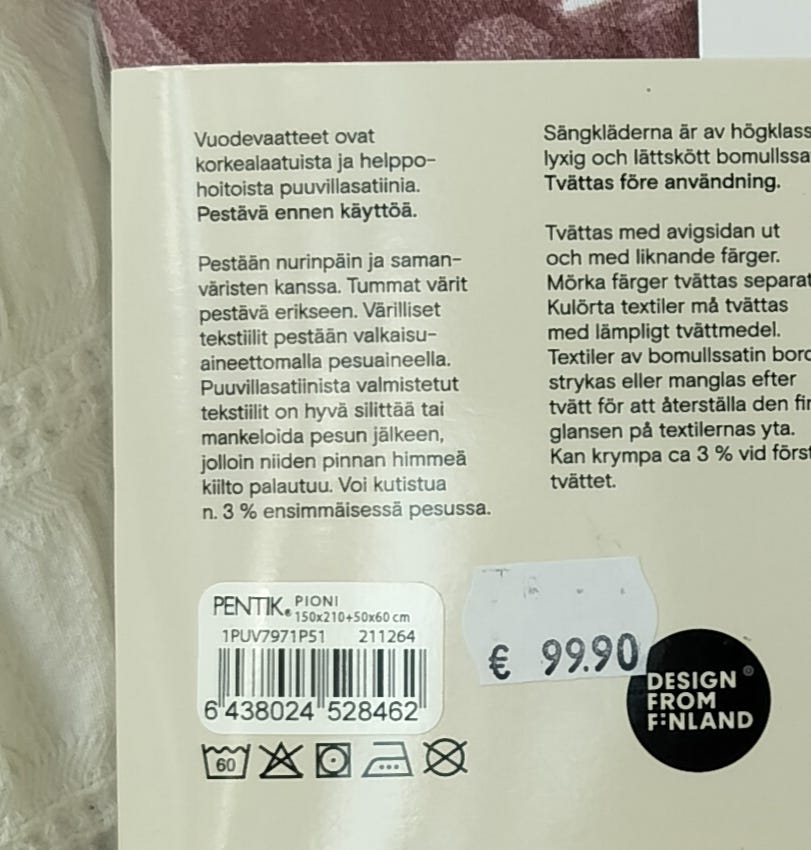 Vuodevaatteet ovat
korkealaatuista ja helppo-
hoitoista puuvillasatiinia.
Pestävä ennen käyttöä.
Pestään nurinpäin ja saman-
väristen kanssa. Tummat värit
pestävä erikseen. Värilliset
tekstiilit pestään valkaisu-
aineettomalla pesuaineella.
Puuvillasatiinista valmistetut
tekstiilit on hyvä silittää tai
mankeloida pesun jälkeen,
jolloin niiden pinnan himmeä
kiilto palautuu. Voi kutistua
n. 3 % ensimmäisessä pesussa.
Sängkläderna är av högklass
lyxig och lättskött bomullssa
Tvättas före användning.
Tvättas med avigsidan ut
och med liknande färger.
Mörka färger tvättas separat
Kulörta textiler må tvättas
med lämpligt tvättmedel.
Textiler av bomullssatin bord
strykas eller manglas efter
tvätt för att återställa den fin
glansen på textilernas yta.
Kan krympa ca 3 % vid först
tvättet.
PENTIK® PIONI
150x210+50x60 cm
1PUV7971P51 211264
6 438024 528462
60
€ 99.90
DESIGN®
FROM
FINLAND